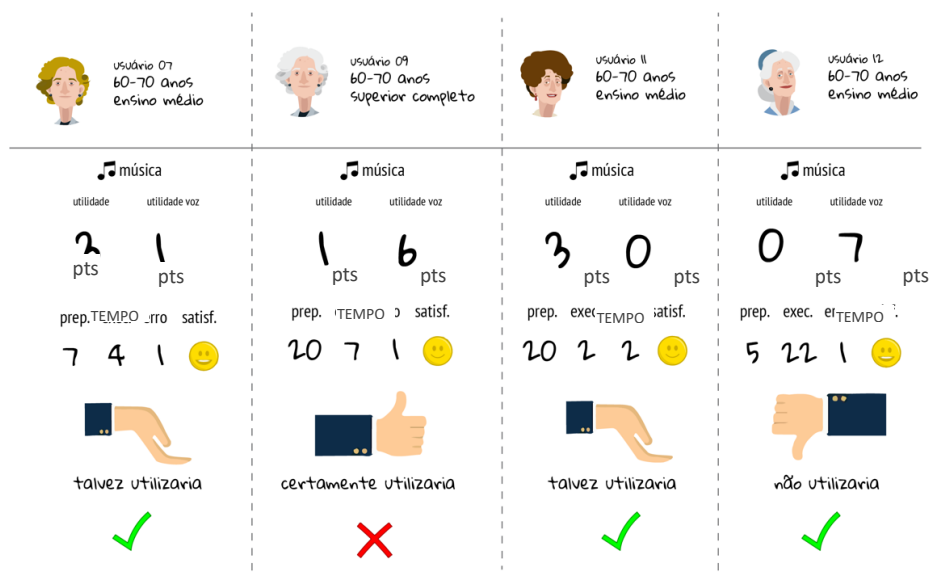 usuário 07
60-70 anos
ensino médio
usuário 09
60-70 anos
superior completo
usuário 11
60-70 anos
ensino médio
usuário 12
60-70 anos
ensino médio
música
música
música
música
utilidade utilidade voz
utilidade utilidade voz
utilidade utilidade voz
utilidade utilidade voz
3 1
pts pts
1 6
pts pts
3 0
pts pts
0 7
pts pts
prep. TEMPO satisf.
prep. TEMPO satisf.
prep. TEMPO
prep. exec. TEMPO
7 4 1
20 7 1
20 2 2
5 22 1
talvez utilizaria
certamente utilizaria
talvez utilizaria
não utilizaria